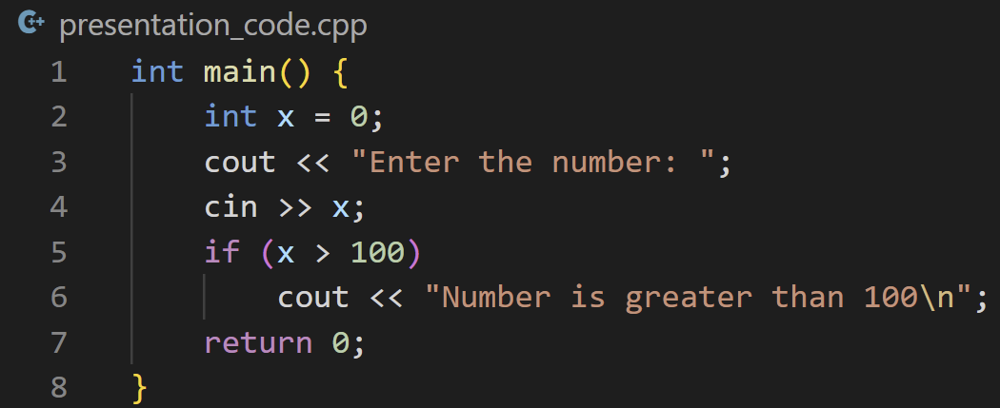 C++ presentation_code.cpp
1 int main() {
2     int x = 0;
3     cout << "Enter the number: ";
4     cin >> x;
5     if (x > 100)
6         cout << "Number is greater than 100\n";
7     return 0;
8 }